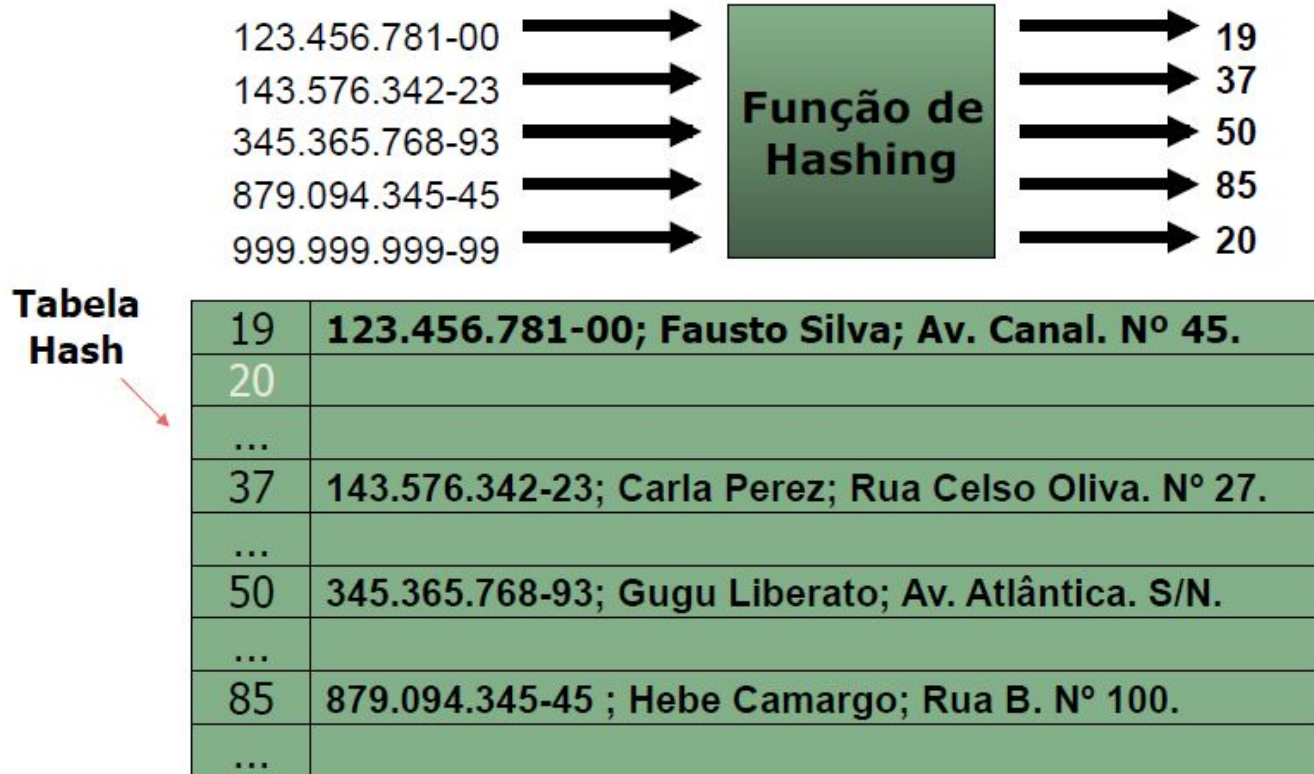 123.456.781-00
19
143.576.342-23
37
345.365.768-93
50
879.094.345-45
85
999.999.999-99
20
Função de
Hashing
Tabela
Hash
19 123.456.781-00; Fausto Silva; Av. Canal. Nº 45.
20
...
37 143.576.342-23; Carla Perez; Rua Celso Oliva. Nº 27.
...
50 345.365.768-93; Gugu Liberato; Av. Atlântica. S/N.
...
85 879.094.345-45 ; Hebe Camargo; Rua B. Nº 100.
...